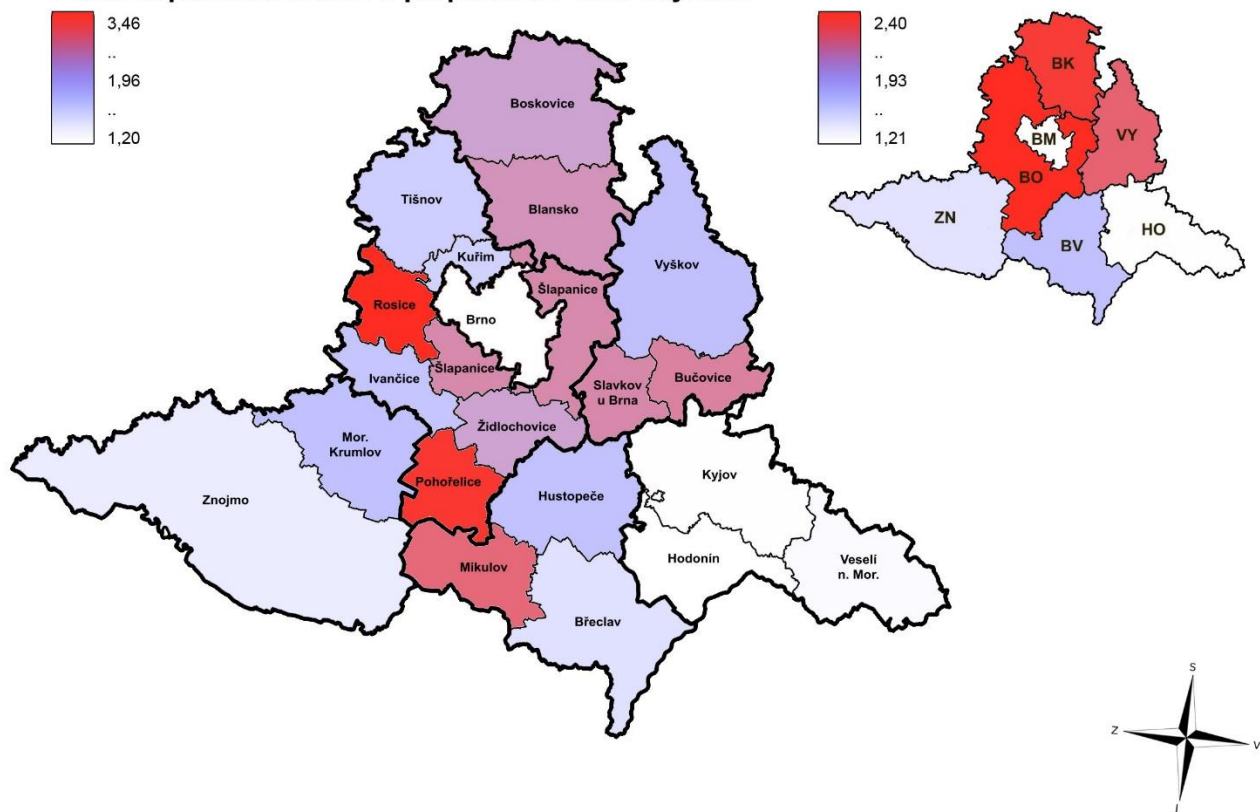 3,46
..
1,96
..
1,20
2,40
..
1,93
..
1,21
BK
BM
VY
BO
ZN
HO
BV
Boskovice
Tišnov
Blansko
Kuřim
Vyškov
Šlapanice
Rosice
Brno
Ivančice
Šlapanice
Slavkov
u Brna
Bučovice
Židlochovice
Mor.
Krumlov
Znojmo
Pohořelice
Hustopeče
Kyjov
Mikulov
Hodonín
Veselí
n. Mor.
Břeclav
S
Z
V
J